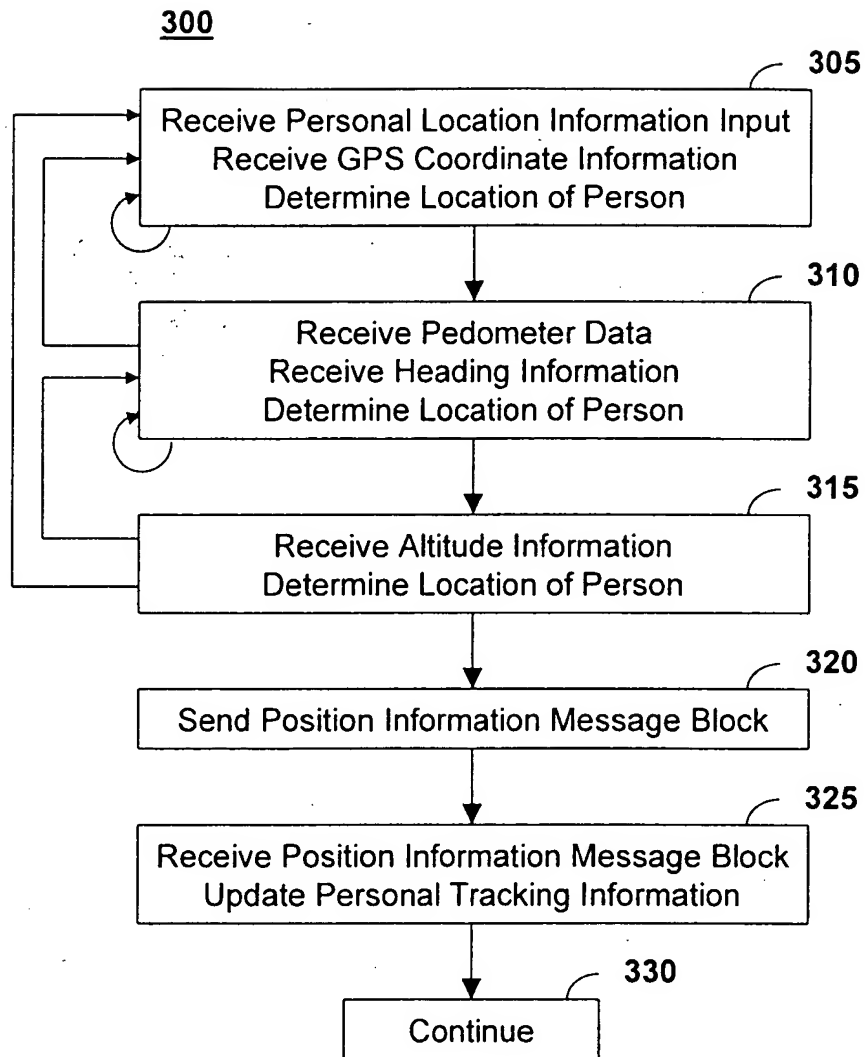 300
305
Receive Personal Location Information Input
Receive GPS Coordinate Information
Determine Location of Person
310
Receive Pedometer Data
Receive Heading Information
Determine Location of Person
315
Receive Altitude Information
Determine Location of Person
320
Send Position Information Message Block
325
Receive Position Information Message Block
Update Personal Tracking Information
330
Continue